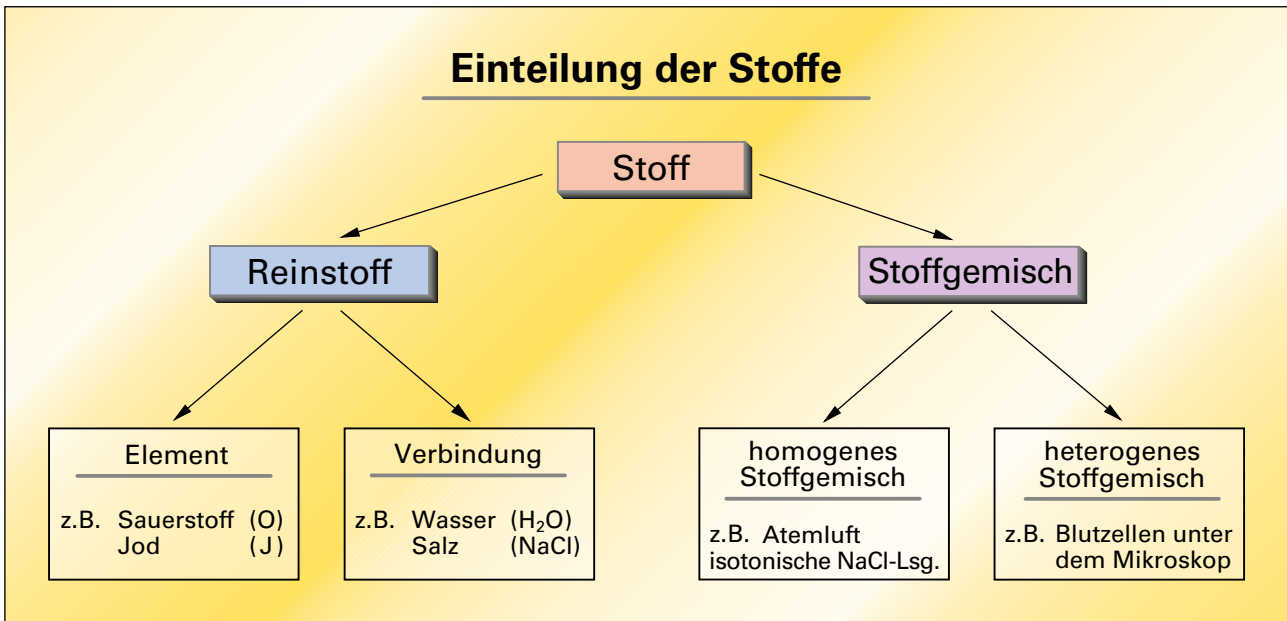 Einteilung der Stoffe
Stoff
Reinstoff
Stoffgemisch
Element
z.B. Sauerstoff (O)
Jod (J)
Verbindung
z.B. Wasser (H₂O)
Salz (NaCl)
homogenes
Stoffgemisch
z.B. Atemluft
isotonische NaCl-Lsg.
heterogenes
Stoffgemisch
z.B. Blutzellen unter
dem Mikroskop